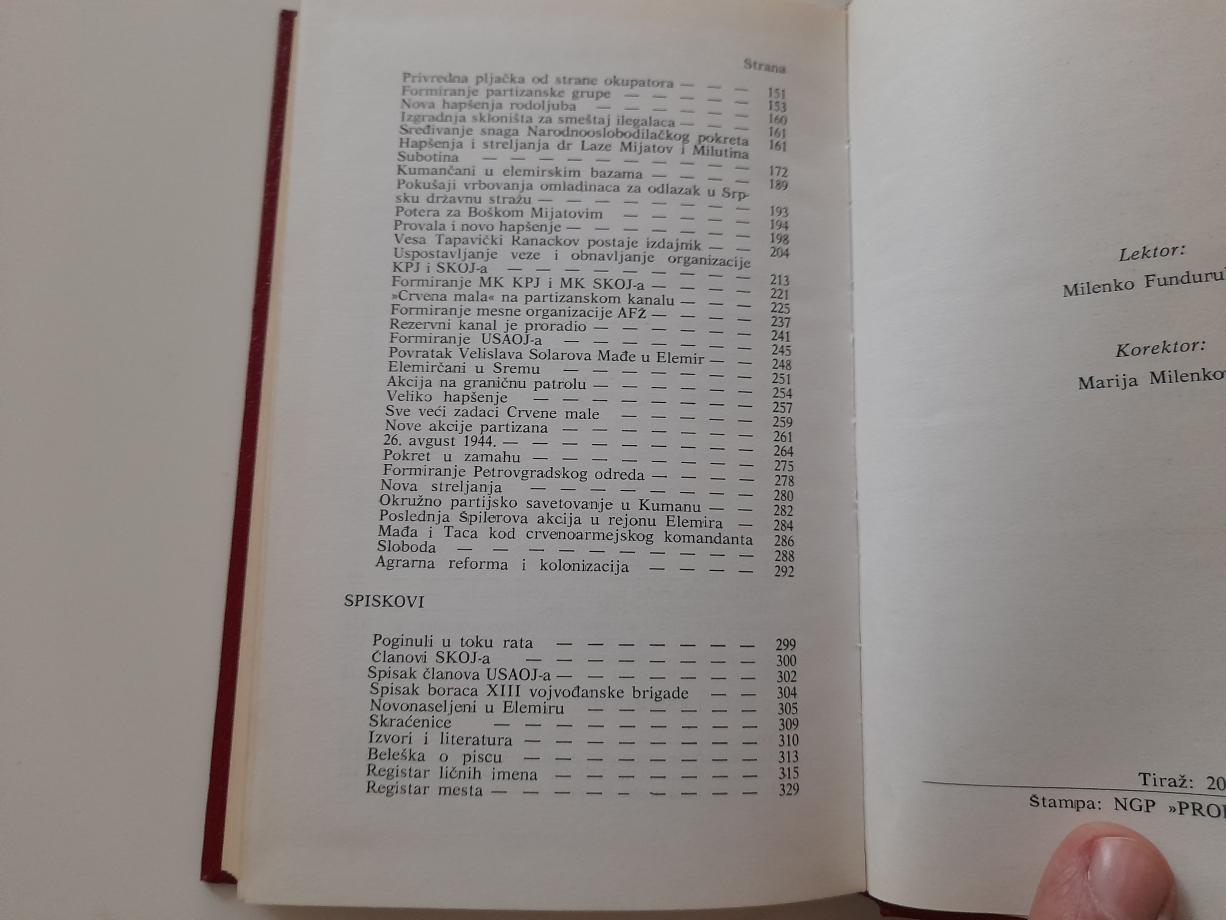 Strana
Privredna pljačka od strane okupatora — — — 151
Formiranje partizanske grupe — — — — — 153
Nova hapšenja rodoljuba — — — — — — 160
Izgradnja skloništa za smeštaj ilegalaca — — — 161
Sređivanje snaga Narodnooslobodilačkog pokreta 161
Hapšenja i streljanja dr Laze Mijatov i Milutina
Subotina — — — — — — — — — — 172
Kumančani u elemirskim bazama — — — — 189
Pokušaji vrbovanja omladinaca za odlazak u Srp-
sku državnu stražu — — — — — — — — 193
Potera za Boškom Mijatovim — — — — — 194
Provala i novo hapšenje — — — — — — — 198
Vesa Tapavički Ranackov postaje izdajnik — — 204
Uspostavljanje veze i obnavljanje organizacije
KPJ i SKOJ-a — — — — — — — — — 213
Formiranje MK KPJ i MK SKOJ-a — — — — 221
»Crvena mala« na partizanskom kanalu — — — 225
Formiranje mesne organizacije AFŽ — — — — 237
Rezervni kanal je proradio — — — — — — 241
Formiranje USAOJ-a — — — — — — — 245
Povratak Velislava Solarova Mađe u Elemir — — 248
Elemirčani u Sremu — — — — — — — 251
Akcija na graničnu patrolu — — — — — — 254
Veliko hapšenje — — — — — — — — 257
Sve veći zadaci Crvene male — — — — — 259
Nove akcije partizana — — — — — — — 261
26. avgust 1944. — — — — — — — — — 264
Pokret u zamahu — — — — — — — — 275
Formiranje Petrovgradskog odreda — — — — 278
Nova streljanja — — — — — — — — 280
Okružno partijsko savetovanje u Kumanu — — 282
Poslednja Špilerova akcija u rejonu Elemira — 284
Mađa i Taca kod crvenoarmejskog komandanta 286
Sloboda — — — — — — — — — — 288
Agrarna reforma i kolonizacija — — — — 292
SPISKOVI
Poginuli u toku rata — — — — — — — 299
Članovi SKOJ-a — — — — — — — — 300
Spisak članova USAOJ-a — — — — — — — 302
Spisak boraca XIII vojvođanske brigade — — 304
Novonaseljeni u Elemiru — — — — — — 305
Skraćenice — — — — — — — — — 309
Izvori i literatura — — — — — — — — 310
Beleška o piscu — — — — — — — — 313
Registar ličnih imena — — — — — — — 315
Registar mesta — — — — — — — — — 329
Lektor:
Milenko
Korektor:
Marija
Tiraž:
Štampa: NGP